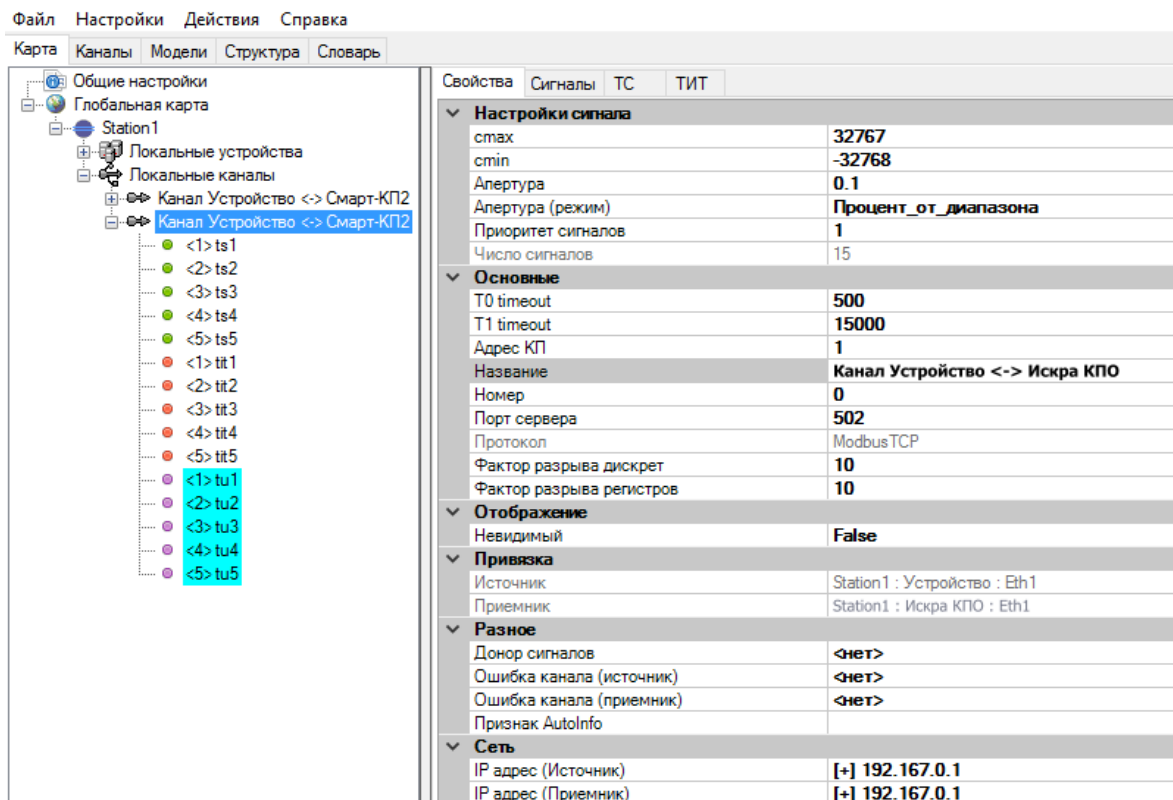 Файл Настройки Действия Справка
Карта Каналы Модели Структура Словарь
Общие настройки
Глобальная карта
Station1
Локальные устройства
Локальные каналы
Канал Устройство <-> Смарт-КП2
Канал Устройство <-> Смарт-КП2
<1> ts1
<2> ts2
<3> ts3
<4> ts4
<5> ts5
<1> tit1
<2> tit2
<3> tit3
<4> tit4
<5> tit5
<1> tu1
<2> tu2
<3> tu3
<4> tu4
<5> tu5
Свойства Сигналы ТС ТИТ
Настройки сигнала
cmax 32767
cmin -32768
Апертура 0.1
Апертура (режим) Процент_от_диапазона
Приоритет сигналов 1
Число сигналов 15
Основные
T0 timeout 500
T1 timeout 15000
Адрес КП 1
Название Канал Устройство <-> Искра КПО
Номер 0
Порт сервера 502
Протокол ModbusTCP
Фактор разрыва дискрет 10
Фактор разрыва регистров 10
Отображение
Невидимый False
Привязка
Источник Station1 : Устройство : Eth1
Приемник Station1 : Искра КПО : Eth1
Разное
Донор сигналов <нет>
Ошибка канала (источник) <нет>
Ошибка канала (приемник) <нет>
Признак AutoInfo
Сеть
IP адрес (Источник) [+] 192.167.0.1
IP адрес (Приемник) [+] 192.167.0.1